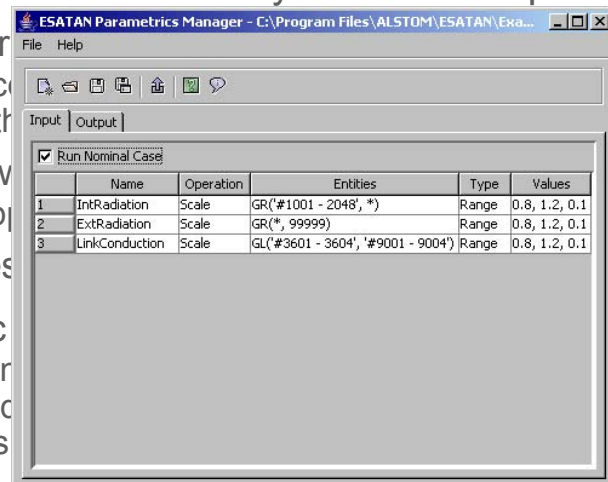 ESATAN Parametrics Manager - C:\Program Files\ALSTOM\ESATAN\Exa...
File Help
Input Output
Run Nominal Case
Name Operation Entities Type Values
1 IntRadiation Scale GR('#1001 - 2048', *) Range 0.8, 1.2, 0.1
2 ExtRadiation Scale GR(*, 99999) Range 0.8, 1.2, 0.1
3 LinkConduction Scale GL('#3601 - 3604', '#9001 - 9004') Range 0.8, 1.2, 0.1